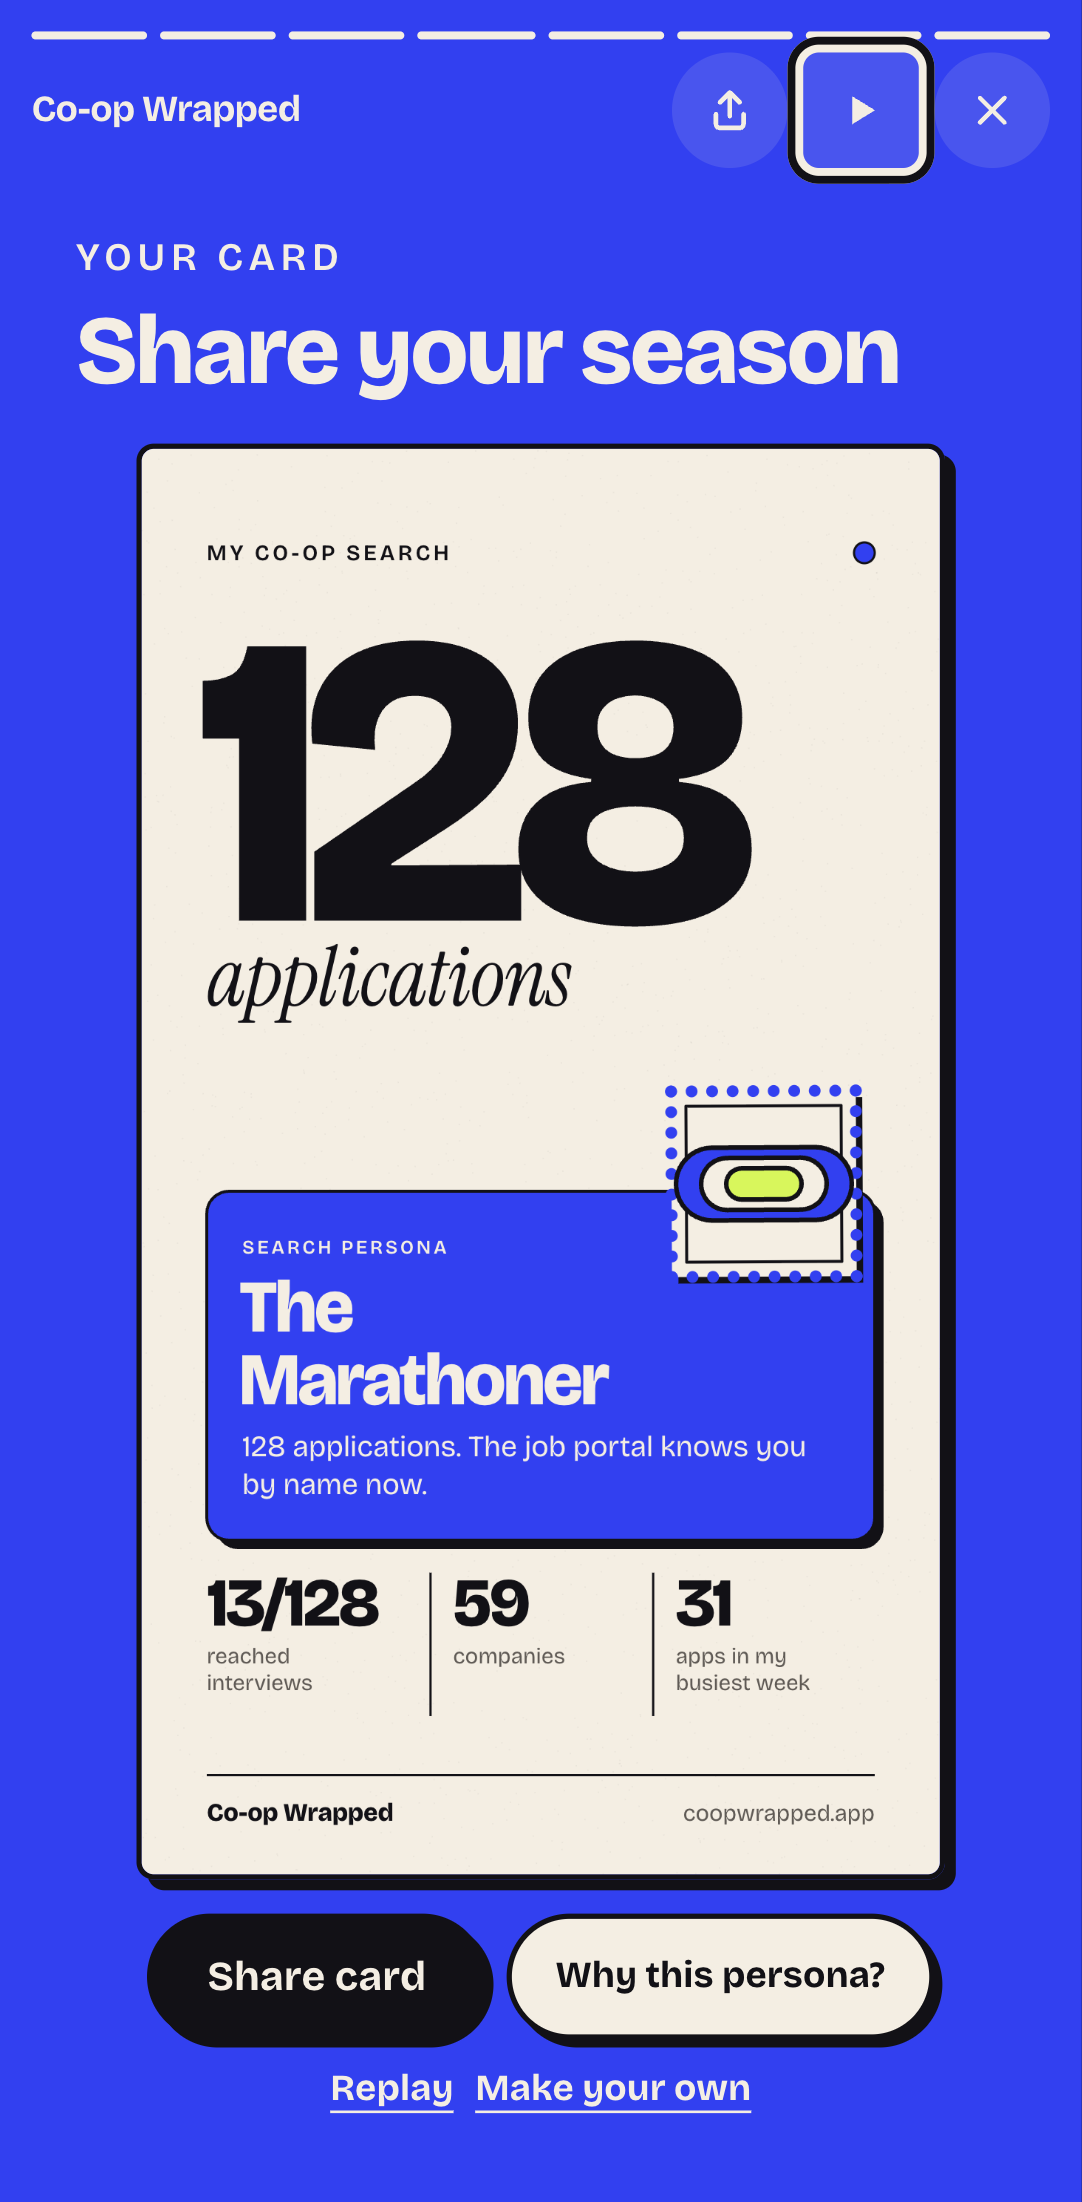 Co-op Wrapped
YOUR CARD
Share your season
MY CO-OP SEARCH
128
applications
SEARCH PERSONA
The
Marathoner
128 applications. The job portal knows you
by name now.
13/128
reached
interviews
59
companies
31
apps in my
busiest week
Co-op Wrapped
coopwrapped.app
Share card
Why this persona?
Replay
Make your own